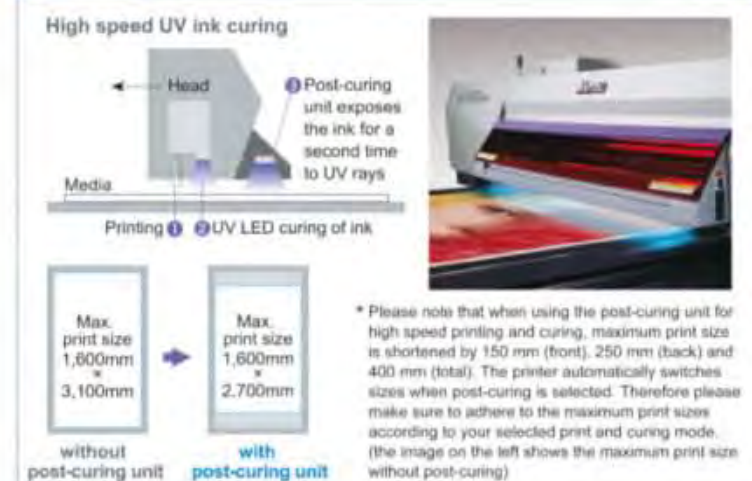 High speed UV ink curing
Head
❸Post-curing
unit exposes
the ink for a
second time
to UV rays
Media
Printing❶ ❷UV LED curing of ink
Max.
print size
1,600mm
×
3,100mm
without
post-curing unit
Max.
print size
1,600mm
×
2,700mm
with
post-curing unit
* Please note that when using the post-curing unit for
high speed printing and curing, maximum print size
is shortened by 150 mm (front), 250 mm (back) and
400 mm (total). The printer automatically switches
sizes when post-curing is selected. Therefore please
make sure to adhere to the maximum print sizes
according to your selected print and curing mode.
(the image on the left shows the maximum print size
without post-curing)